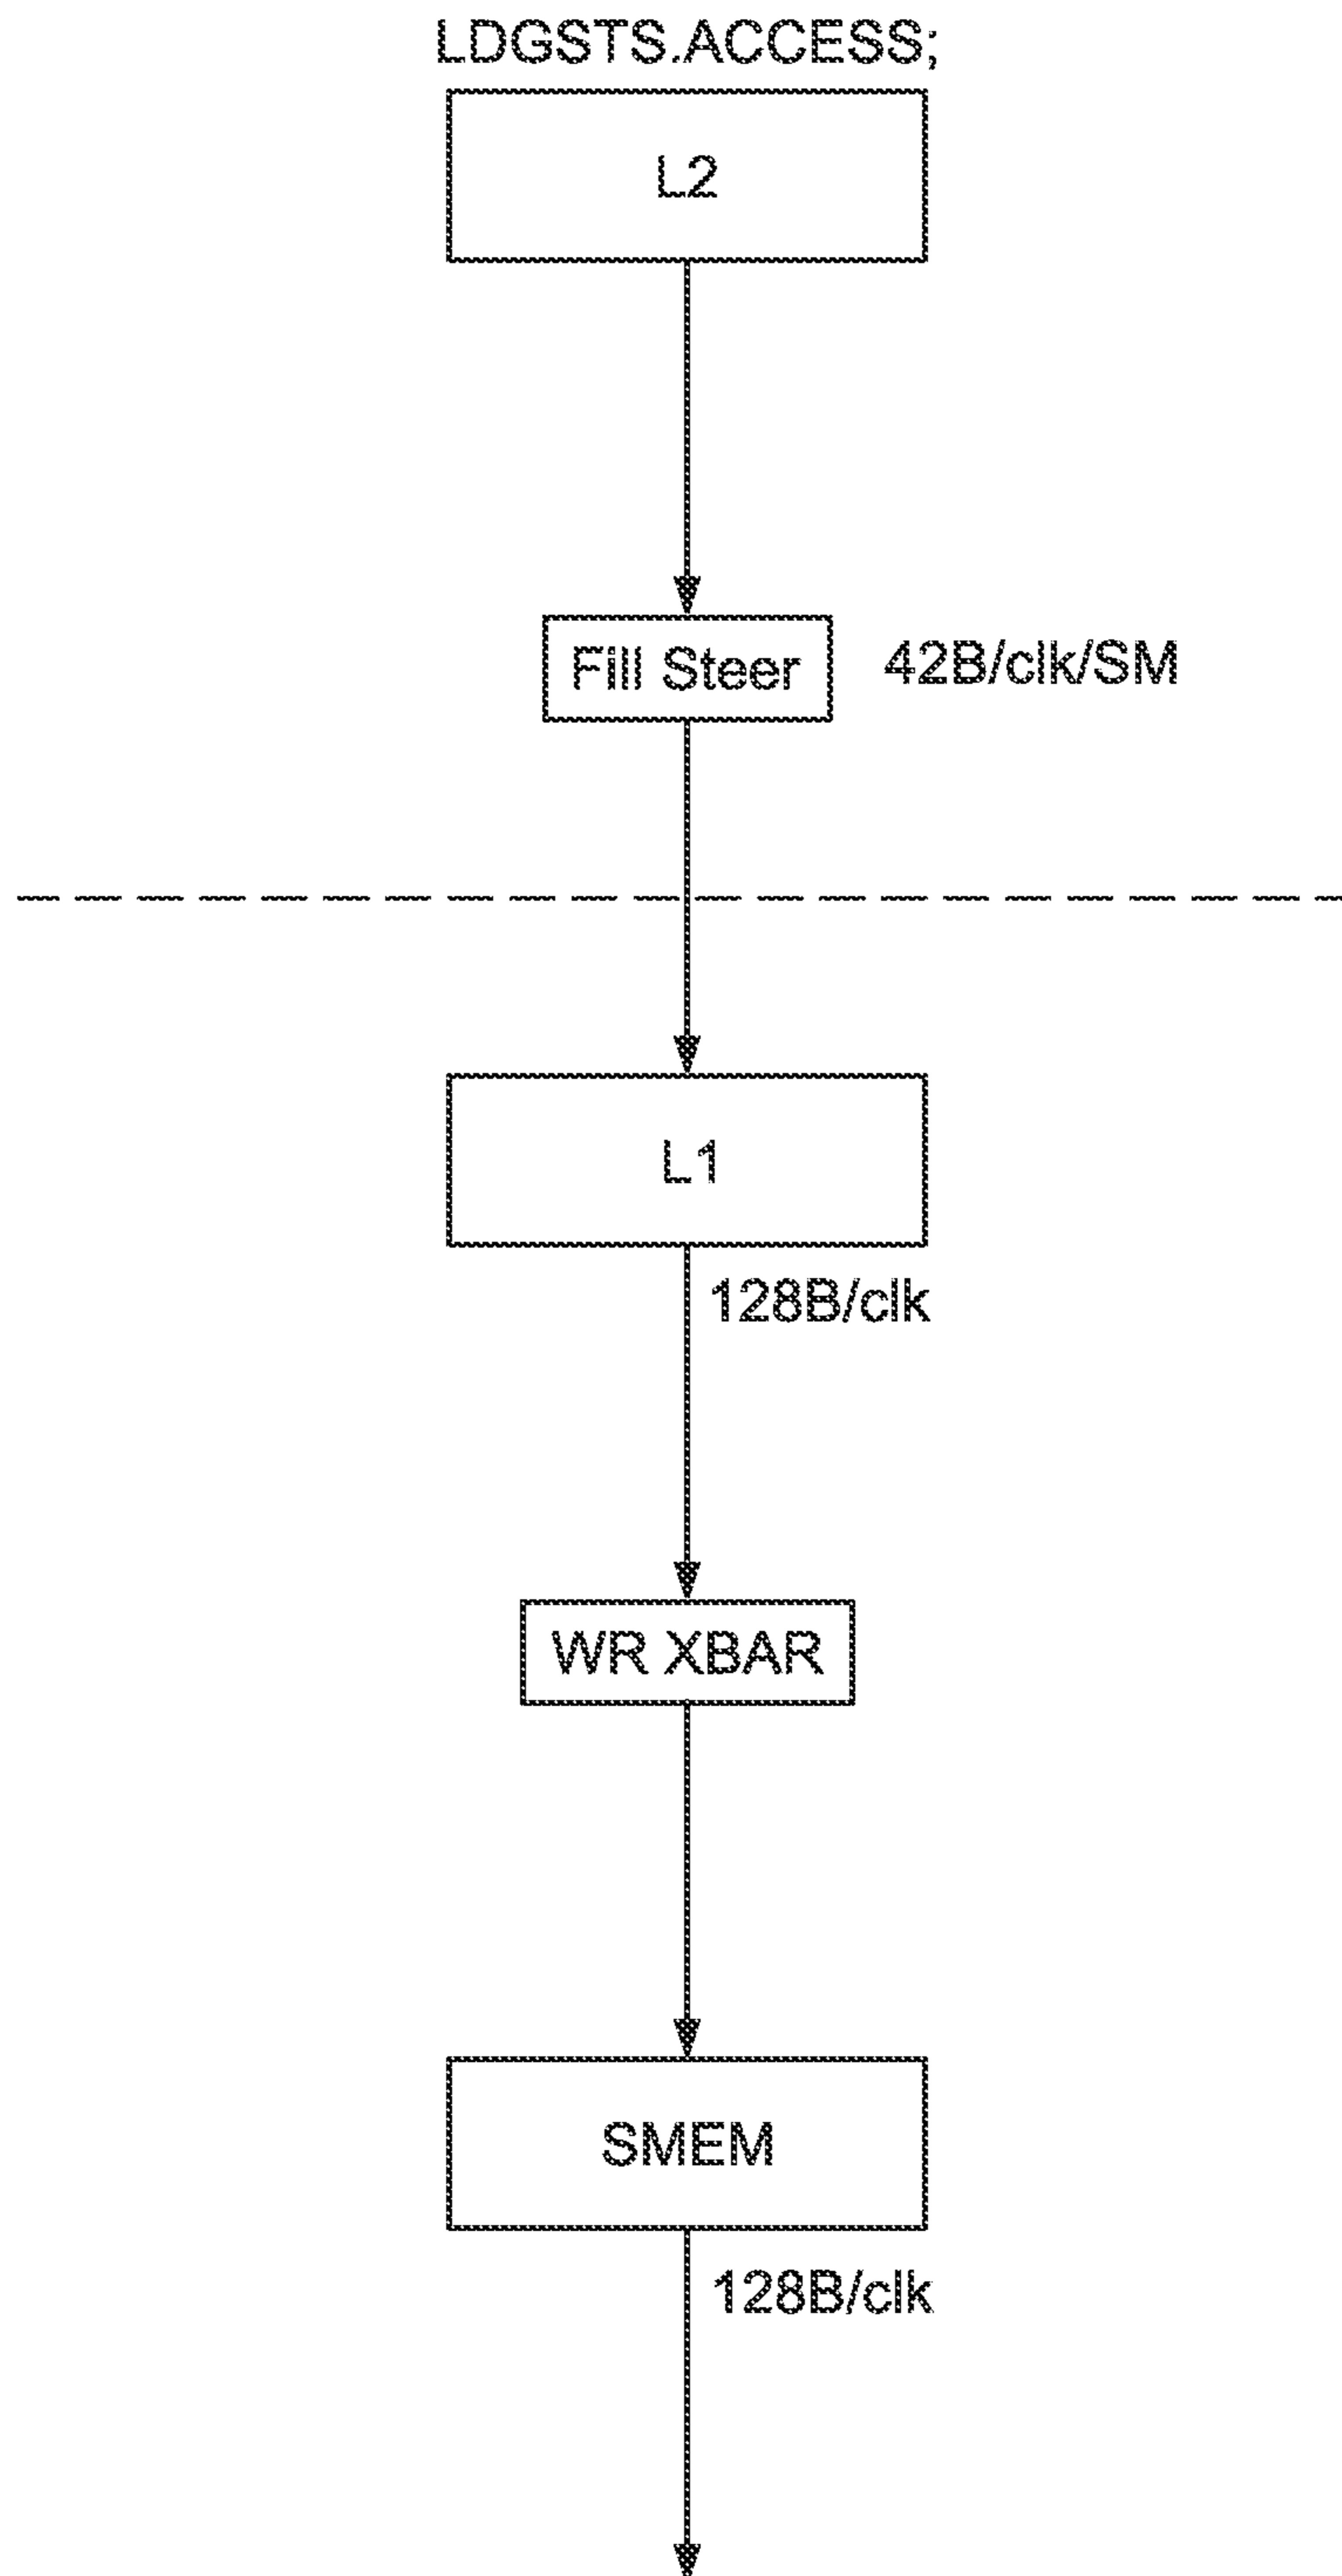 LDGSTS.ACCESS;
L2
Fill Steer
42B/clk/SM
L1
128B/clk
WR XBAR
SMEM
128B/clk